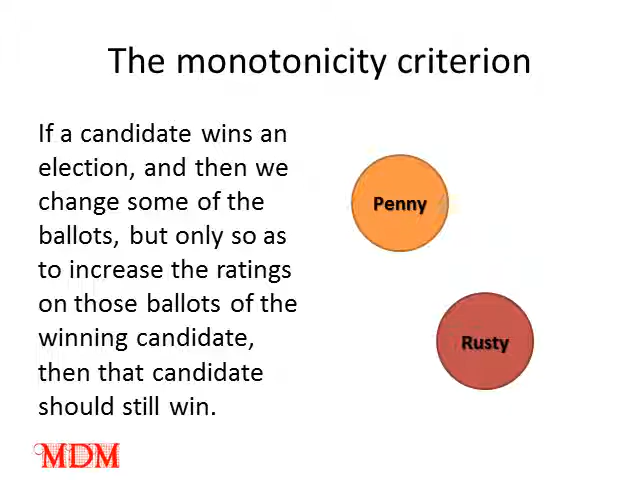 The monotonicity criterion
If a candidate wins an
election, and then we
change some of the
ballots, but only so as
to increase the ratings
on those ballots of the
winning candidate,
then that candidate
should still win.
Penny
Rusty
MDM